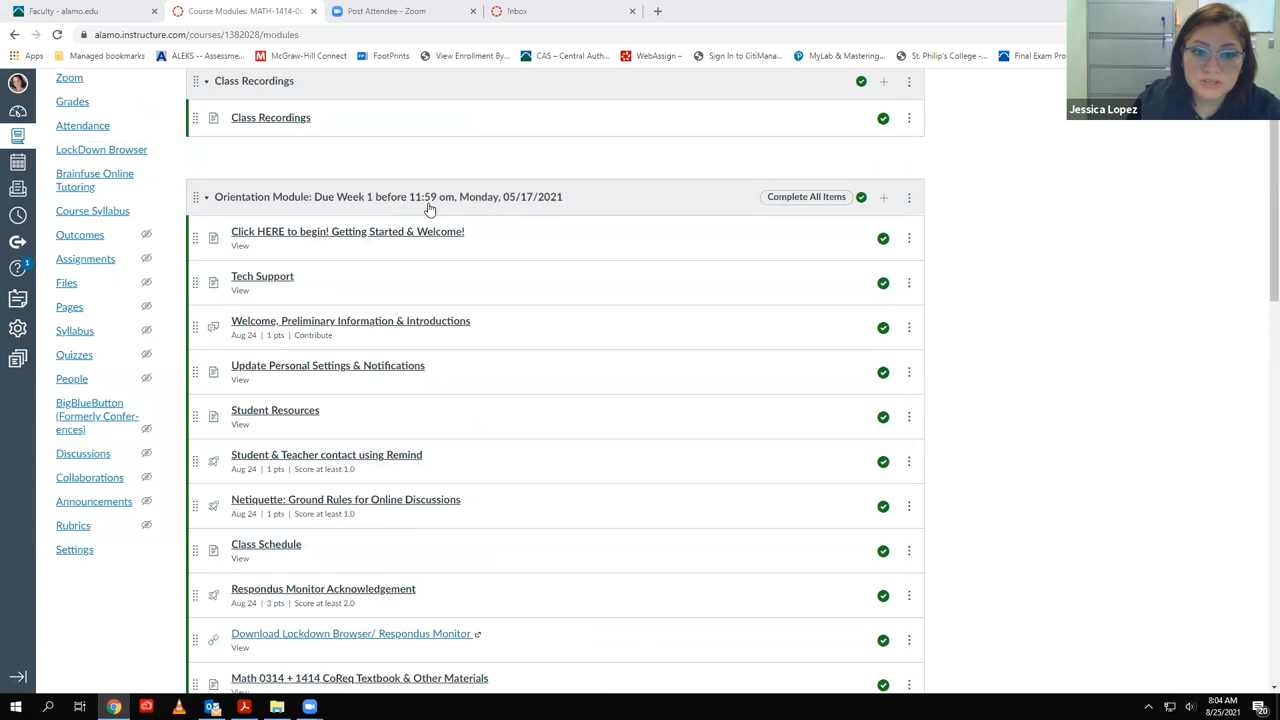 Faculty - alamo.edu
Course Modules: MATH-1414-0
Post Attendee - Zoom
Inbox
alamo.instructure.com/courses/1382028/modules
Apps
Managed bookmarks
ALEKS -- Assessmen...
McGraw-Hill Connect
FootPrints
View Enrollment By...
CAS – Central Auth...
WebAssign –
Sign In to CitiMana...
MyLab & Mastering...
St. Philip's College -...
Final Exam Pro
Jessica Lopez
Zoom
Grades
Attendance
LockDown Browser
Brainfuse Online
Tutoring
Course Syllabus
Outcomes
Assignments
Files
Pages
Syllabus
Quizzes
People
BigBlueButton
(Formerly Confer-
ences)
Discussions
Collaborations
Announcements
Rubrics
Settings
1
Class Recordings
Class Recordings
Orientation Module: Due Week 1 before 11:59 om, Monday, 05/17/2021
Complete All Items
Click HERE to begin! Getting Started & Welcome!
View
Tech Support
View
Welcome, Preliminary Information & Introductions
Aug 24 | 1 pts | Contribute
Update Personal Settings & Notifications
View
Student Resources
View
Student & Teacher contact using Remind
Aug 24 | 1 pts | Score at least 1.0
Netiquette: Ground Rules for Online Discussions
Aug 24 | 1 pts | Score at least 1.0
Class Schedule
View
Respondus Monitor Acknowledgement
Aug 24 | 3 pts | Score at least 2.0
Download Lockdown Browser/ Respondus Monitor
View
Math 0314 + 1414 CoReq Textbook & Other Materials
View
8:04 AM
8/25/2021
20